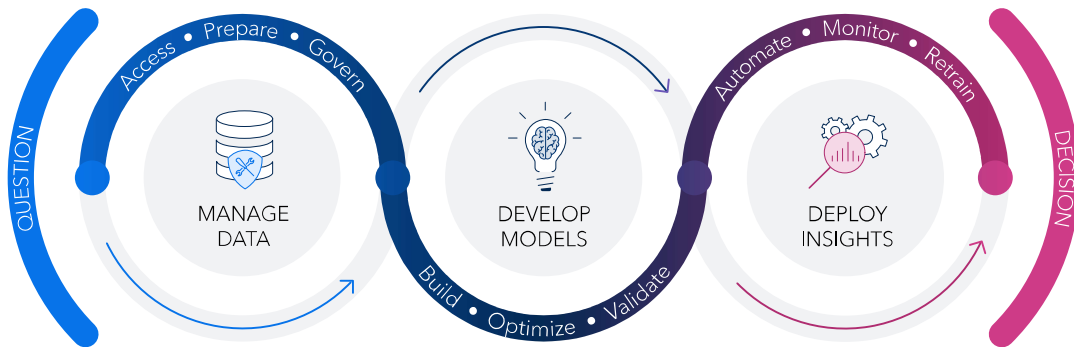 QUESTION
Access • Prepare • Govern
MANAGE
DATA
Build • Optimize • Validate
DEVELOP
MODELS
Automate • Monitor • Retrain
DEPLOY
INSIGHTS
DECISION